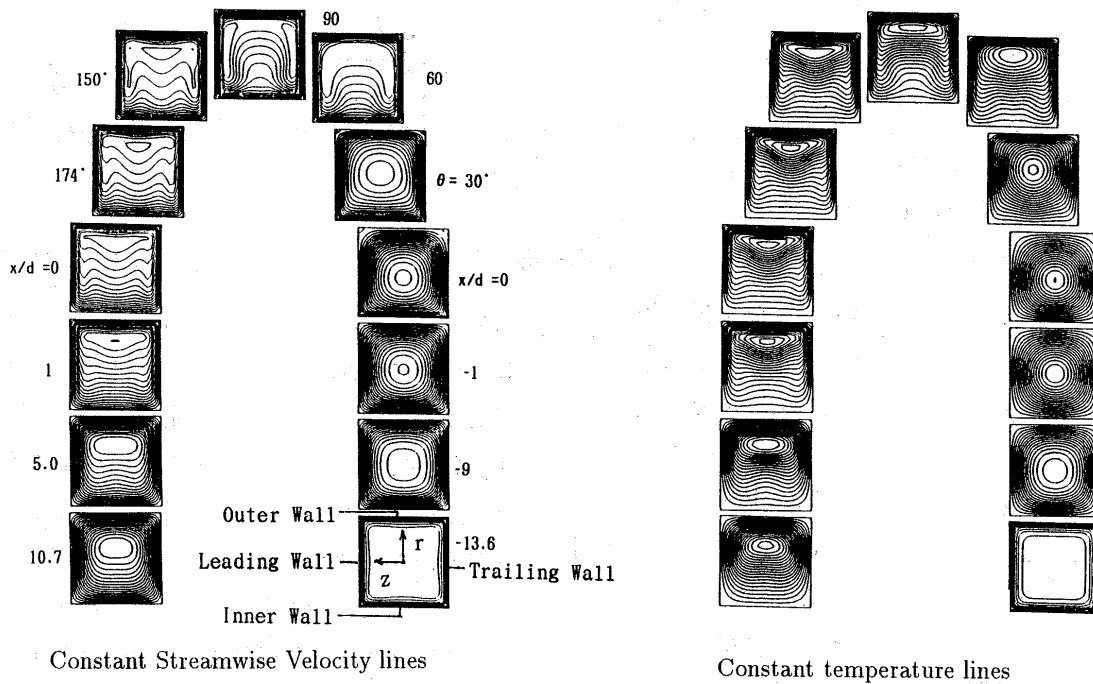 90
150°
60
174°
θ = 30°
x/d =0
x/d =0
1
-1
5.0
-9
Outer Wall
r
-13.6
10.7
Leading Wall
Trailing Wall
z
Inner Wall
Constant Streamwise Velocity lines
Constant temperature lines